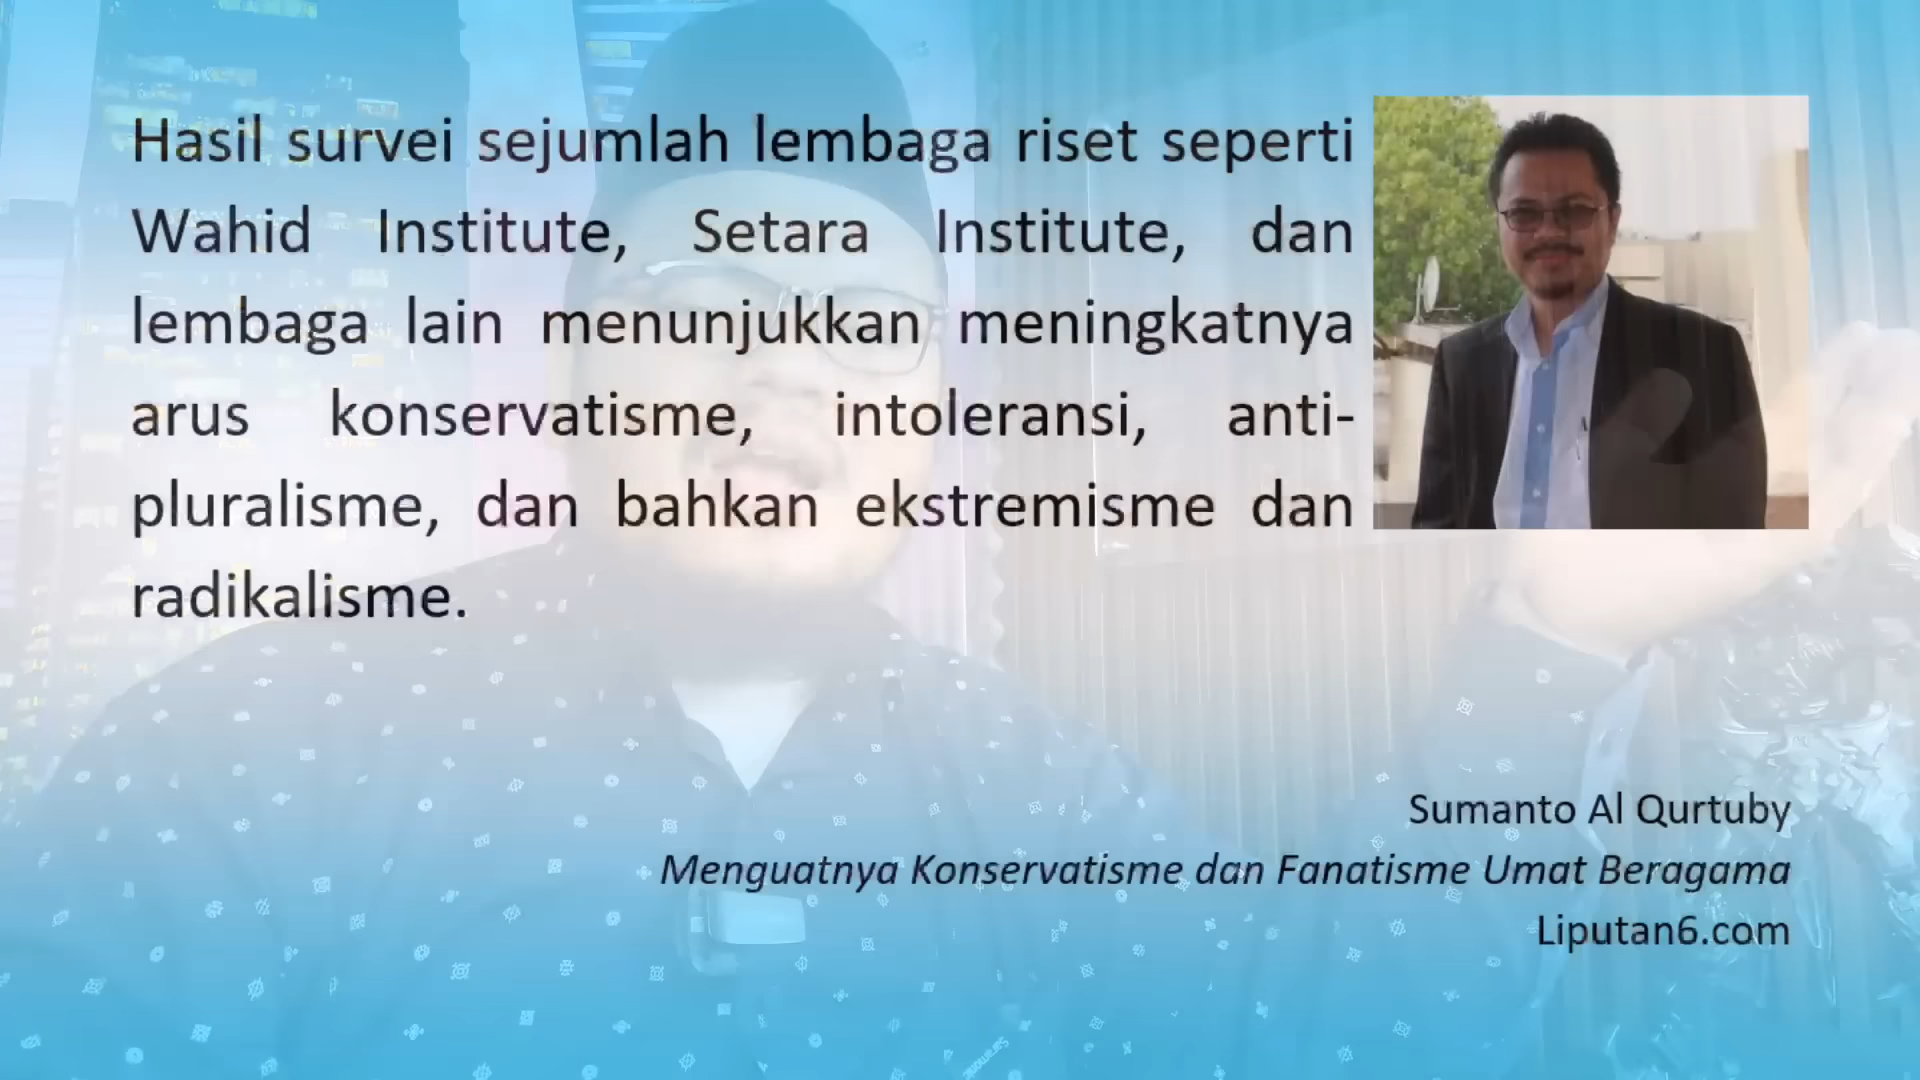 Hasil survei sejumlah lembaga riset seperti
Wahid Institute, Setara Institute, dan
lembaga lain menunjukkan meningkatnya
arus konservatisme, intoleransi, anti-
pluralisme, dan bahkan ekstremisme dan
radikalisme.
Sumanto Al Qurtuby
Menguatnya Konservatisme dan Fanatisme Umat Beragama
Liputan6.com